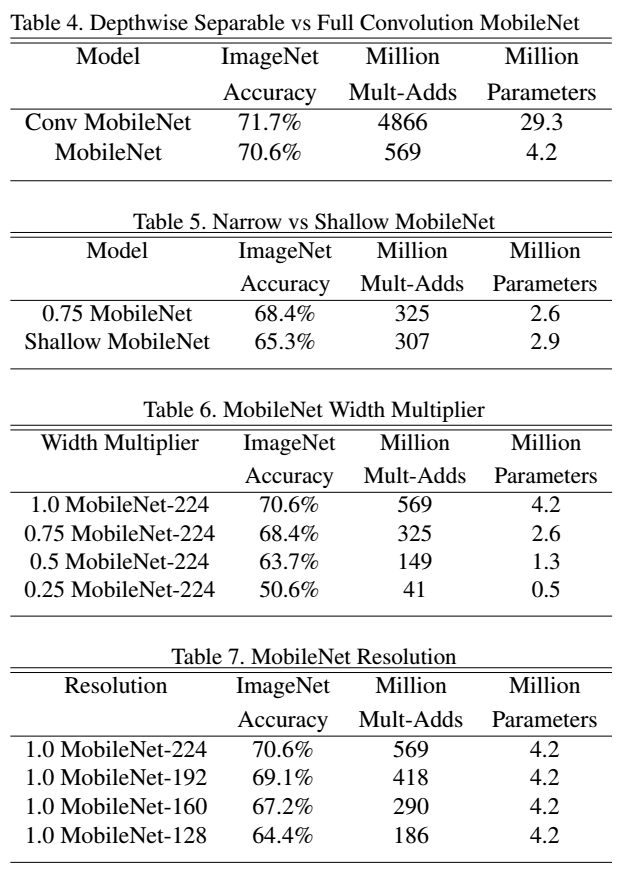 Table 4. Depthwise Separable vs Full Convolution MobileNet
Model ImageNet Million Million
Accuracy Mult-Adds Parameters
Conv MobileNet 71.7% 4866 29.3
MobileNet 70.6% 569 4.2
Table 5. Narrow vs Shallow MobileNet
Model ImageNet Million Million
Accuracy Mult-Adds Parameters
0.75 MobileNet 68.4% 325 2.6
Shallow MobileNet 65.3% 307 2.9
Table 6. MobileNet Width Multiplier
Width Multiplier ImageNet Million Million
Accuracy Mult-Adds Parameters
1.0 MobileNet-224 70.6% 569 4.2
0.75 MobileNet-224 68.4% 325 2.6
0.5 MobileNet-224 63.7% 149 1.3
0.25 MobileNet-224 50.6% 41 0.5
Table 7. MobileNet Resolution
Resolution ImageNet Million Million
Accuracy Mult-Adds Parameters
1.0 MobileNet-224 70.6% 569 4.2
1.0 MobileNet-192 69.1% 418 4.2
1.0 MobileNet-160 67.2% 290 4.2
1.0 MobileNet-128 64.4% 186 4.2